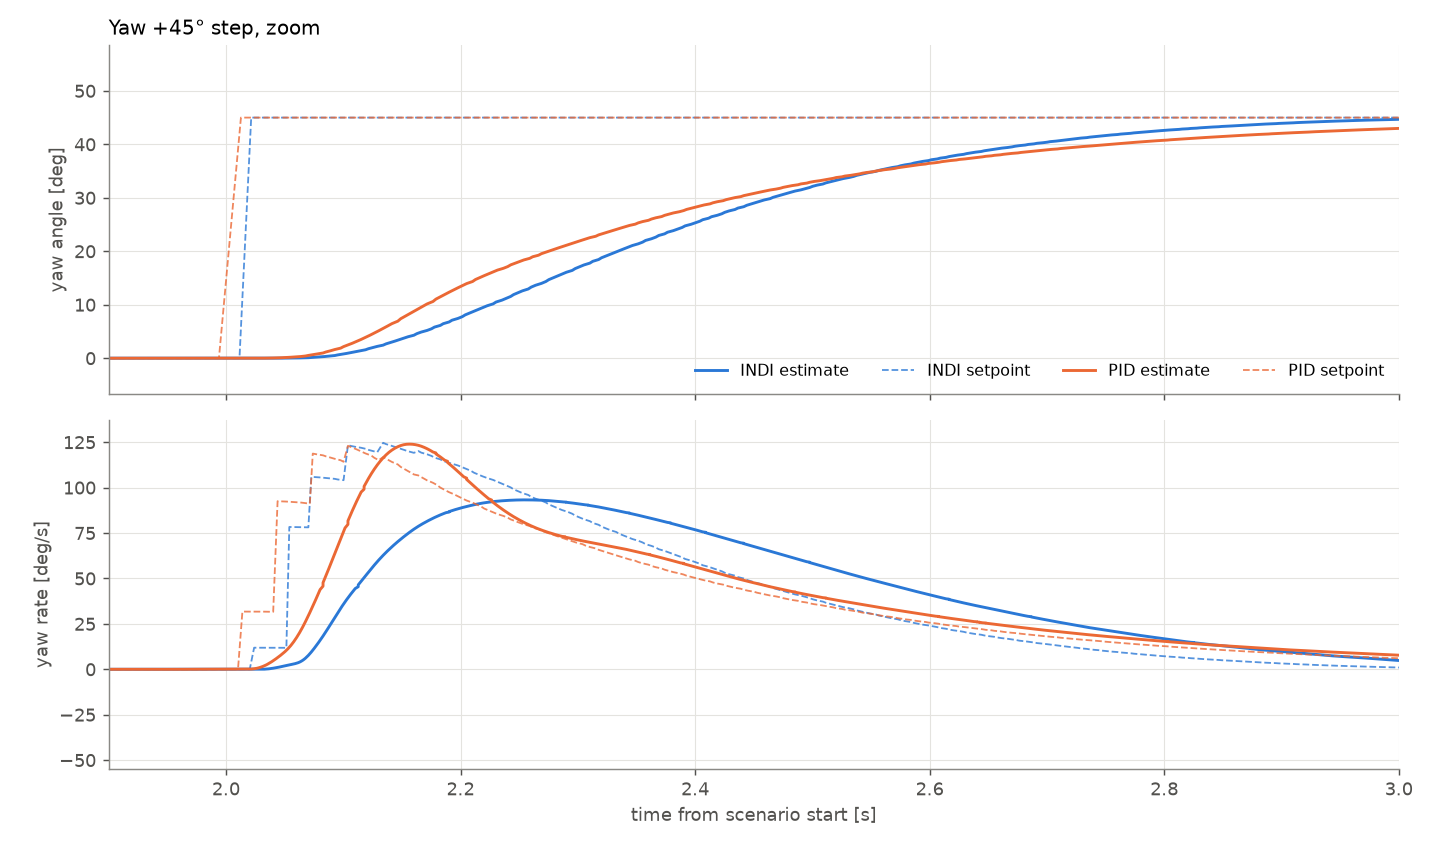 Yaw +45° step, zoom
yaw angle [deg]
50
40
30
20
10
0
INDI estimate INDI setpoint PID estimate PID setpoint
yaw rate [deg/s]
125
100
75
50
25
0
−25
−50
2.0 2.2 2.4 2.6 2.8 3.0
time from scenario start [s]